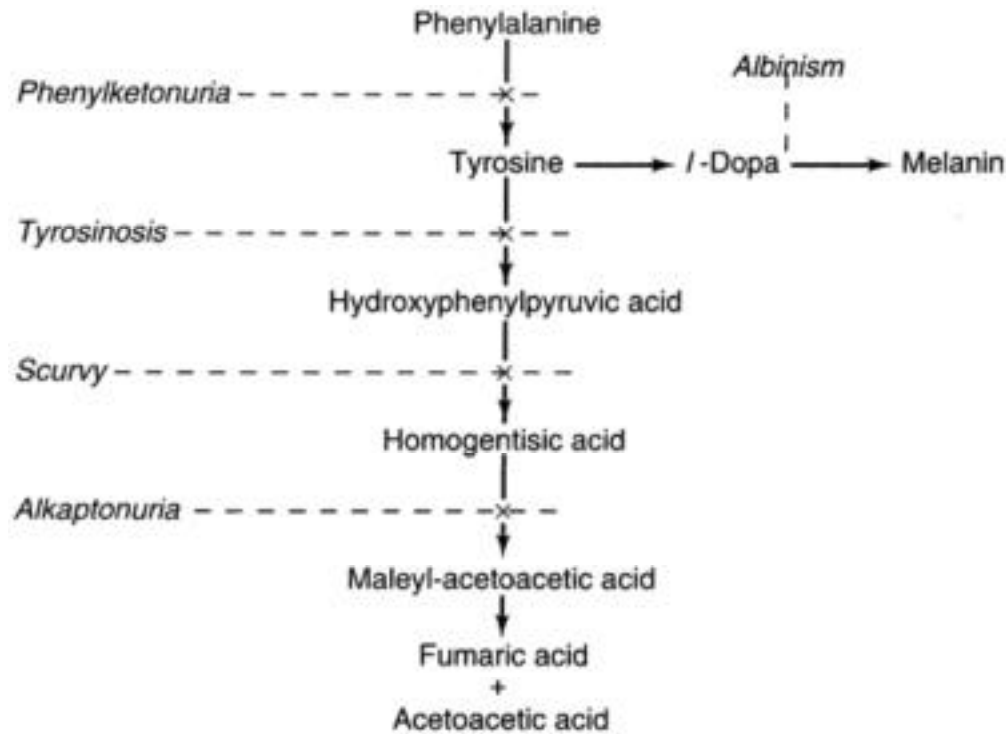 Phenylalanine
Albinism
Phenylketonuria
Tyrosine l-Dopa Melanin
Tyrosinosis
Hydroxyphenylpyruvic acid
Scurvy
Homogentisic acid
Alkaptonuria
Maleyl-acetoacetic acid
Fumaric acid
+
Acetoacetic acid